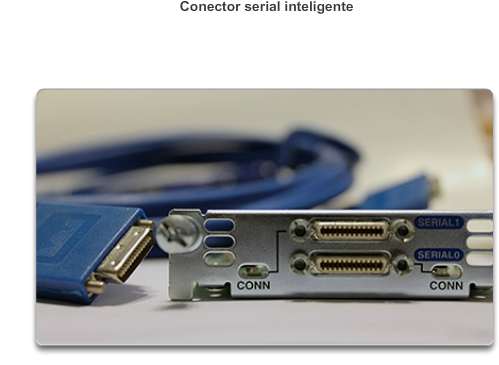 Conector serial inteligente
SERIAL1
SERIAL0
CONN
CONN